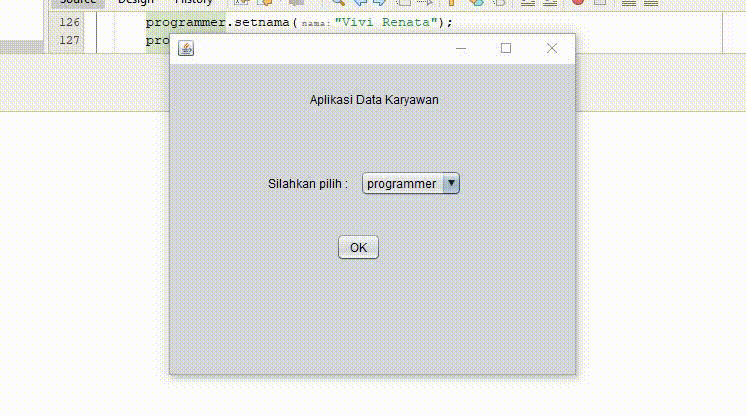 Source Design History
126 programmer.setnama( nama: "Vivi Renata");
127 pro
Aplikasi Data Karyawan
Silahkan pilih : programmer
OK